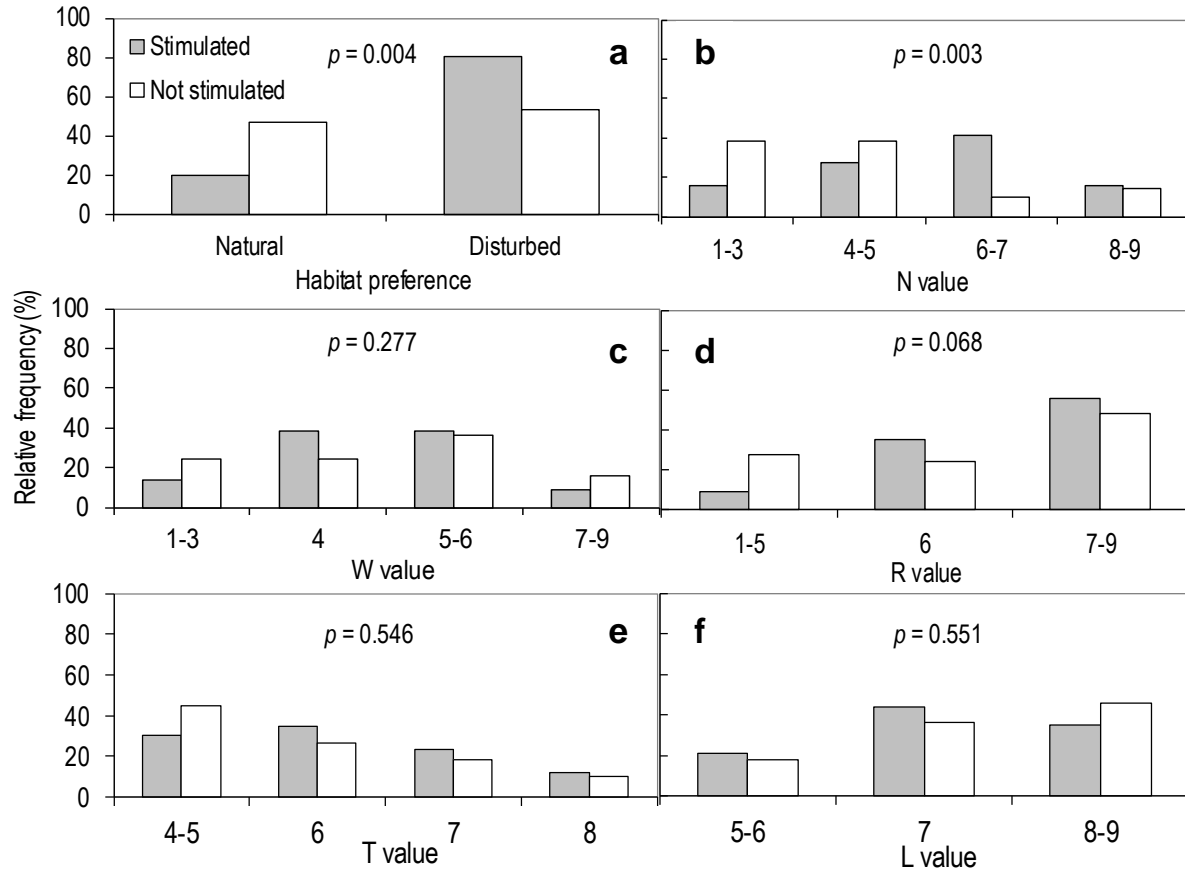 100
80
60
40
20
0
Stimulated
Not stimulated
p = 0.004
a
Natural Disturbed
Habitat preference
b
p = 0.003
1-3 4-5 6-7 8-9
N value
Relative frequency (%)
100
80
60
40
20
0
p = 0.277
c
1-3 4 5-6 7-9
W value
d
p = 0.068
1-5 6 7-9
R value
100
80
60
40
20
0
p = 0.546
e
4-5 6 7 8
T value
f
p = 0.551
5-6 7 8-9
L value